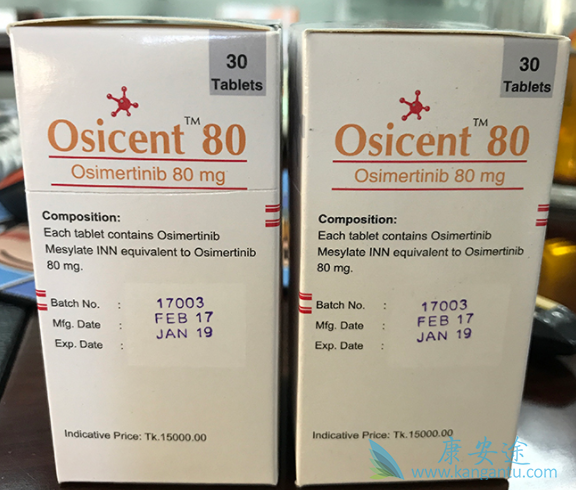 30
Tablets
Osicent™ 80
Osimertinib 80 mg
Composition:
Each tablet contains Osimertinib
Mesylate INN equivalent to Osimertinib
80 mg.
Batch No. : 17003
Mfg. Date : FEB 17
Exp. Date : JAN 19
Indicative Price: Tk.15000.00
30
Tablets
Osicent™ 80
Osimertinib 80 mg
Composition:
Each tablet contains Osimertinib
Mesylate INN equivalent to Osimertinib
80 mg.
Batch No. : 17003
Mfg. Date : FEB 17
Exp. Date : JAN 19
Indicative Price: Tk.15000.00
康安途
www.kangantu.com